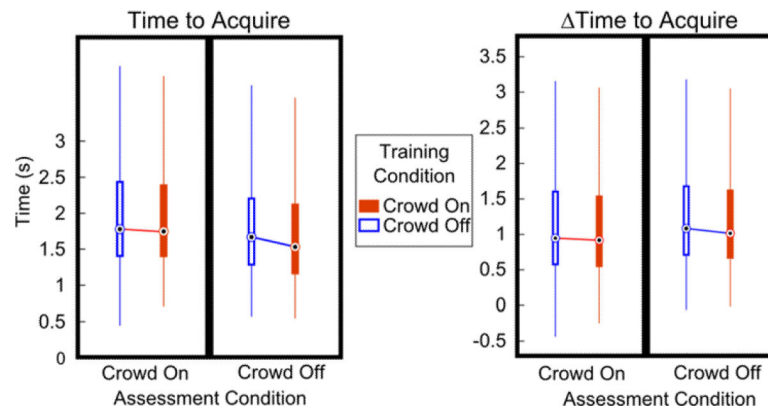 Time to Acquire
3
2.5
2
1.5
1
0.5
0
Time (s)
Crowd On
Crowd Off
Assessment Condition
Training
Condition
Crowd On
Crowd Off
ΔTime to Acquire
3.5
3
2.5
2
1.5
1
0.5
0
-0.5
Crowd On
Crowd Off
Assessment Condition